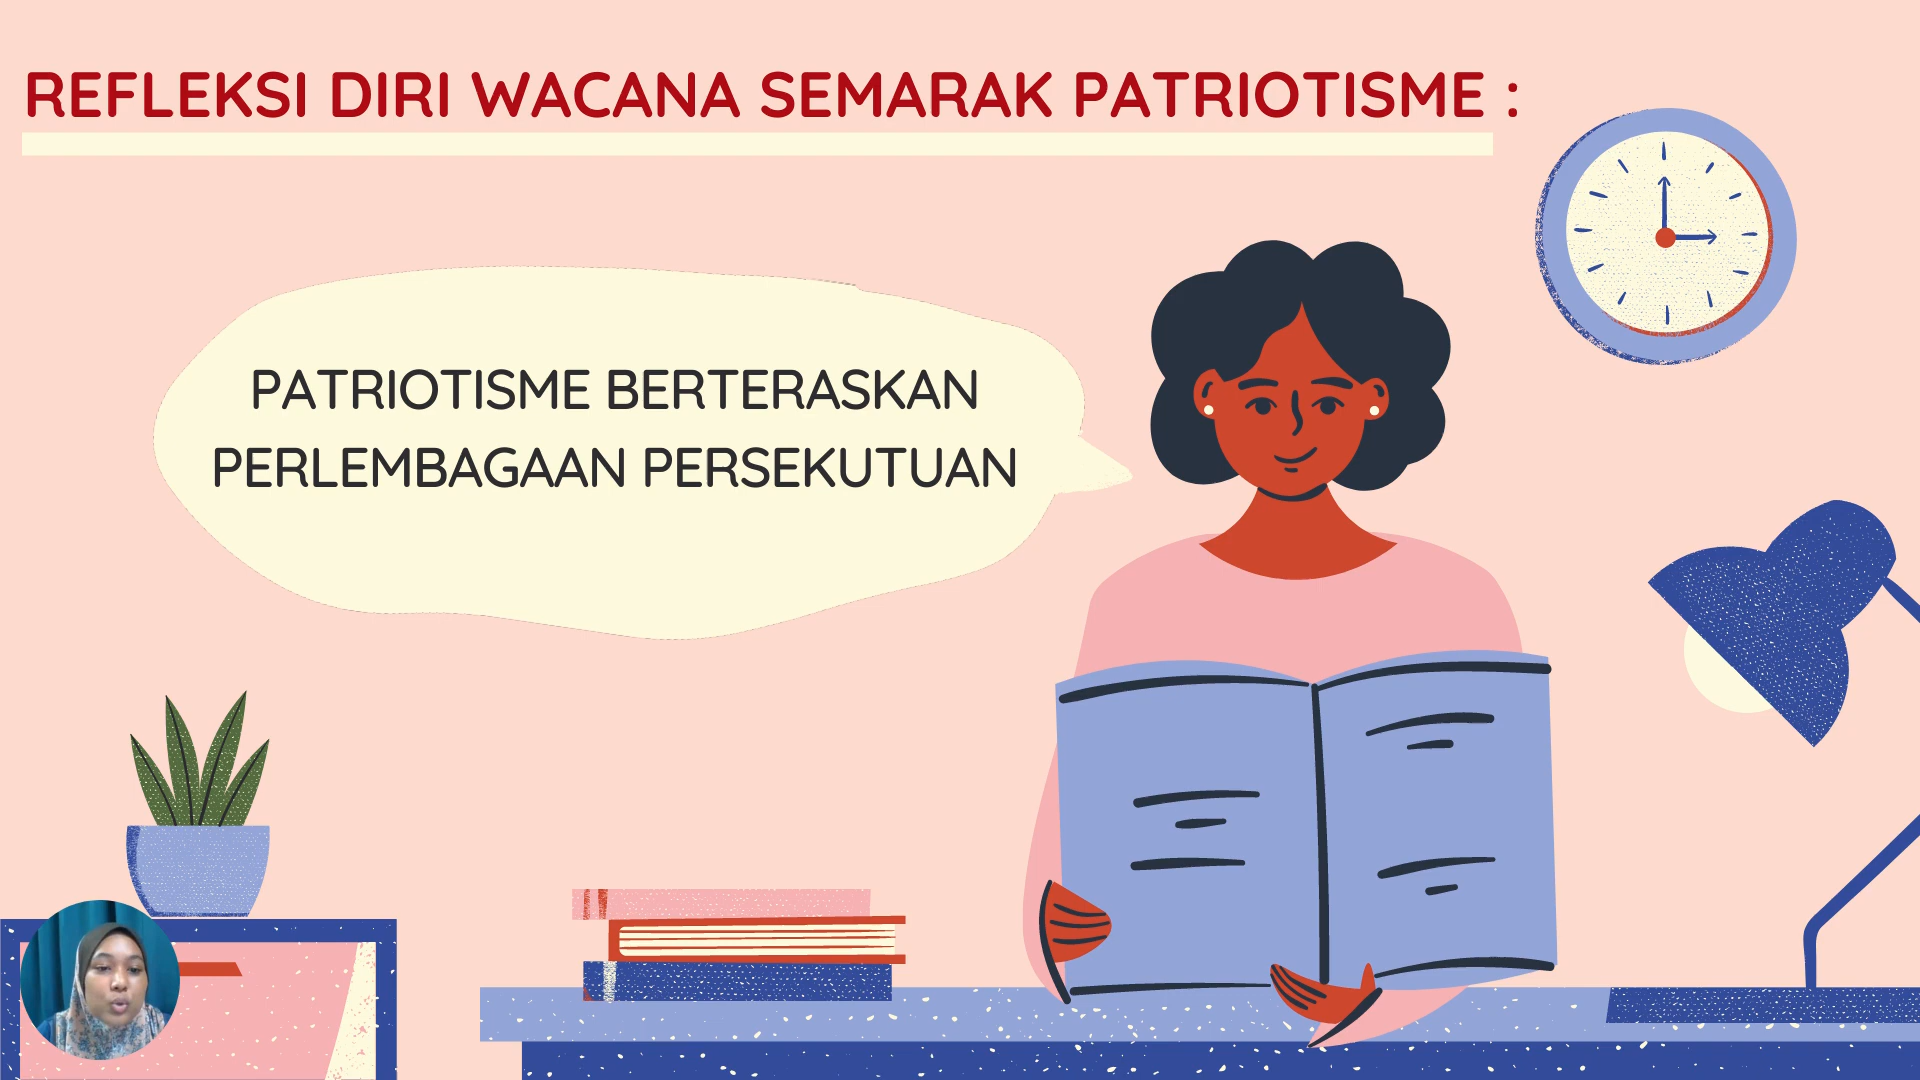 REFLEKSI DIRI WACANA SEMARAK PATRIOTISME :
PATRIOTISME BERTERASKAN
PERLEMBAGAAN PERSEKUTUAN